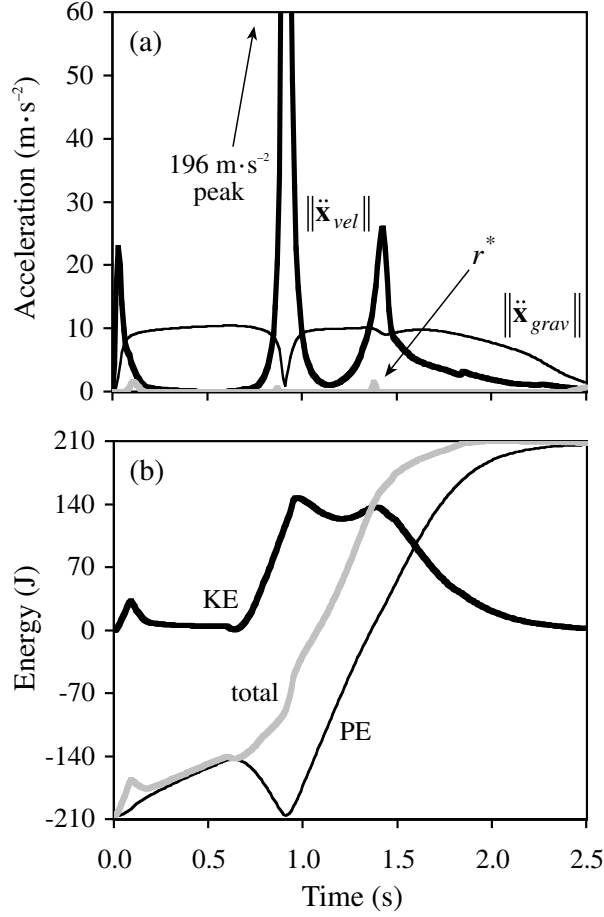 60
50
40
30
20
10
0
Acceleration (m·s⁻²)
(a)
196 m·s⁻²
peak
‖ẍ_vel‖
r*
‖ẍ_grav‖
210
140
70
0
-70
-140
-210
Energy (J)
(b)
KE
total
PE
0.0 0.5 1.0 1.5 2.0 2.5
Time (s)